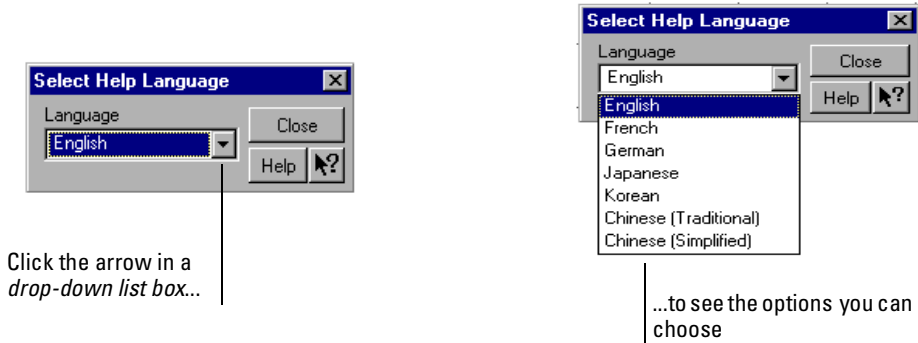 Select Help Language
Language
English
Close
Help
Click the arrow in a
drop-down list box...
Select Help Language
Language
English
Close
Help
English
French
German
Japanese
Korean
Chinese (Traditional)
Chinese (Simplified)
...to see the options you can
choose